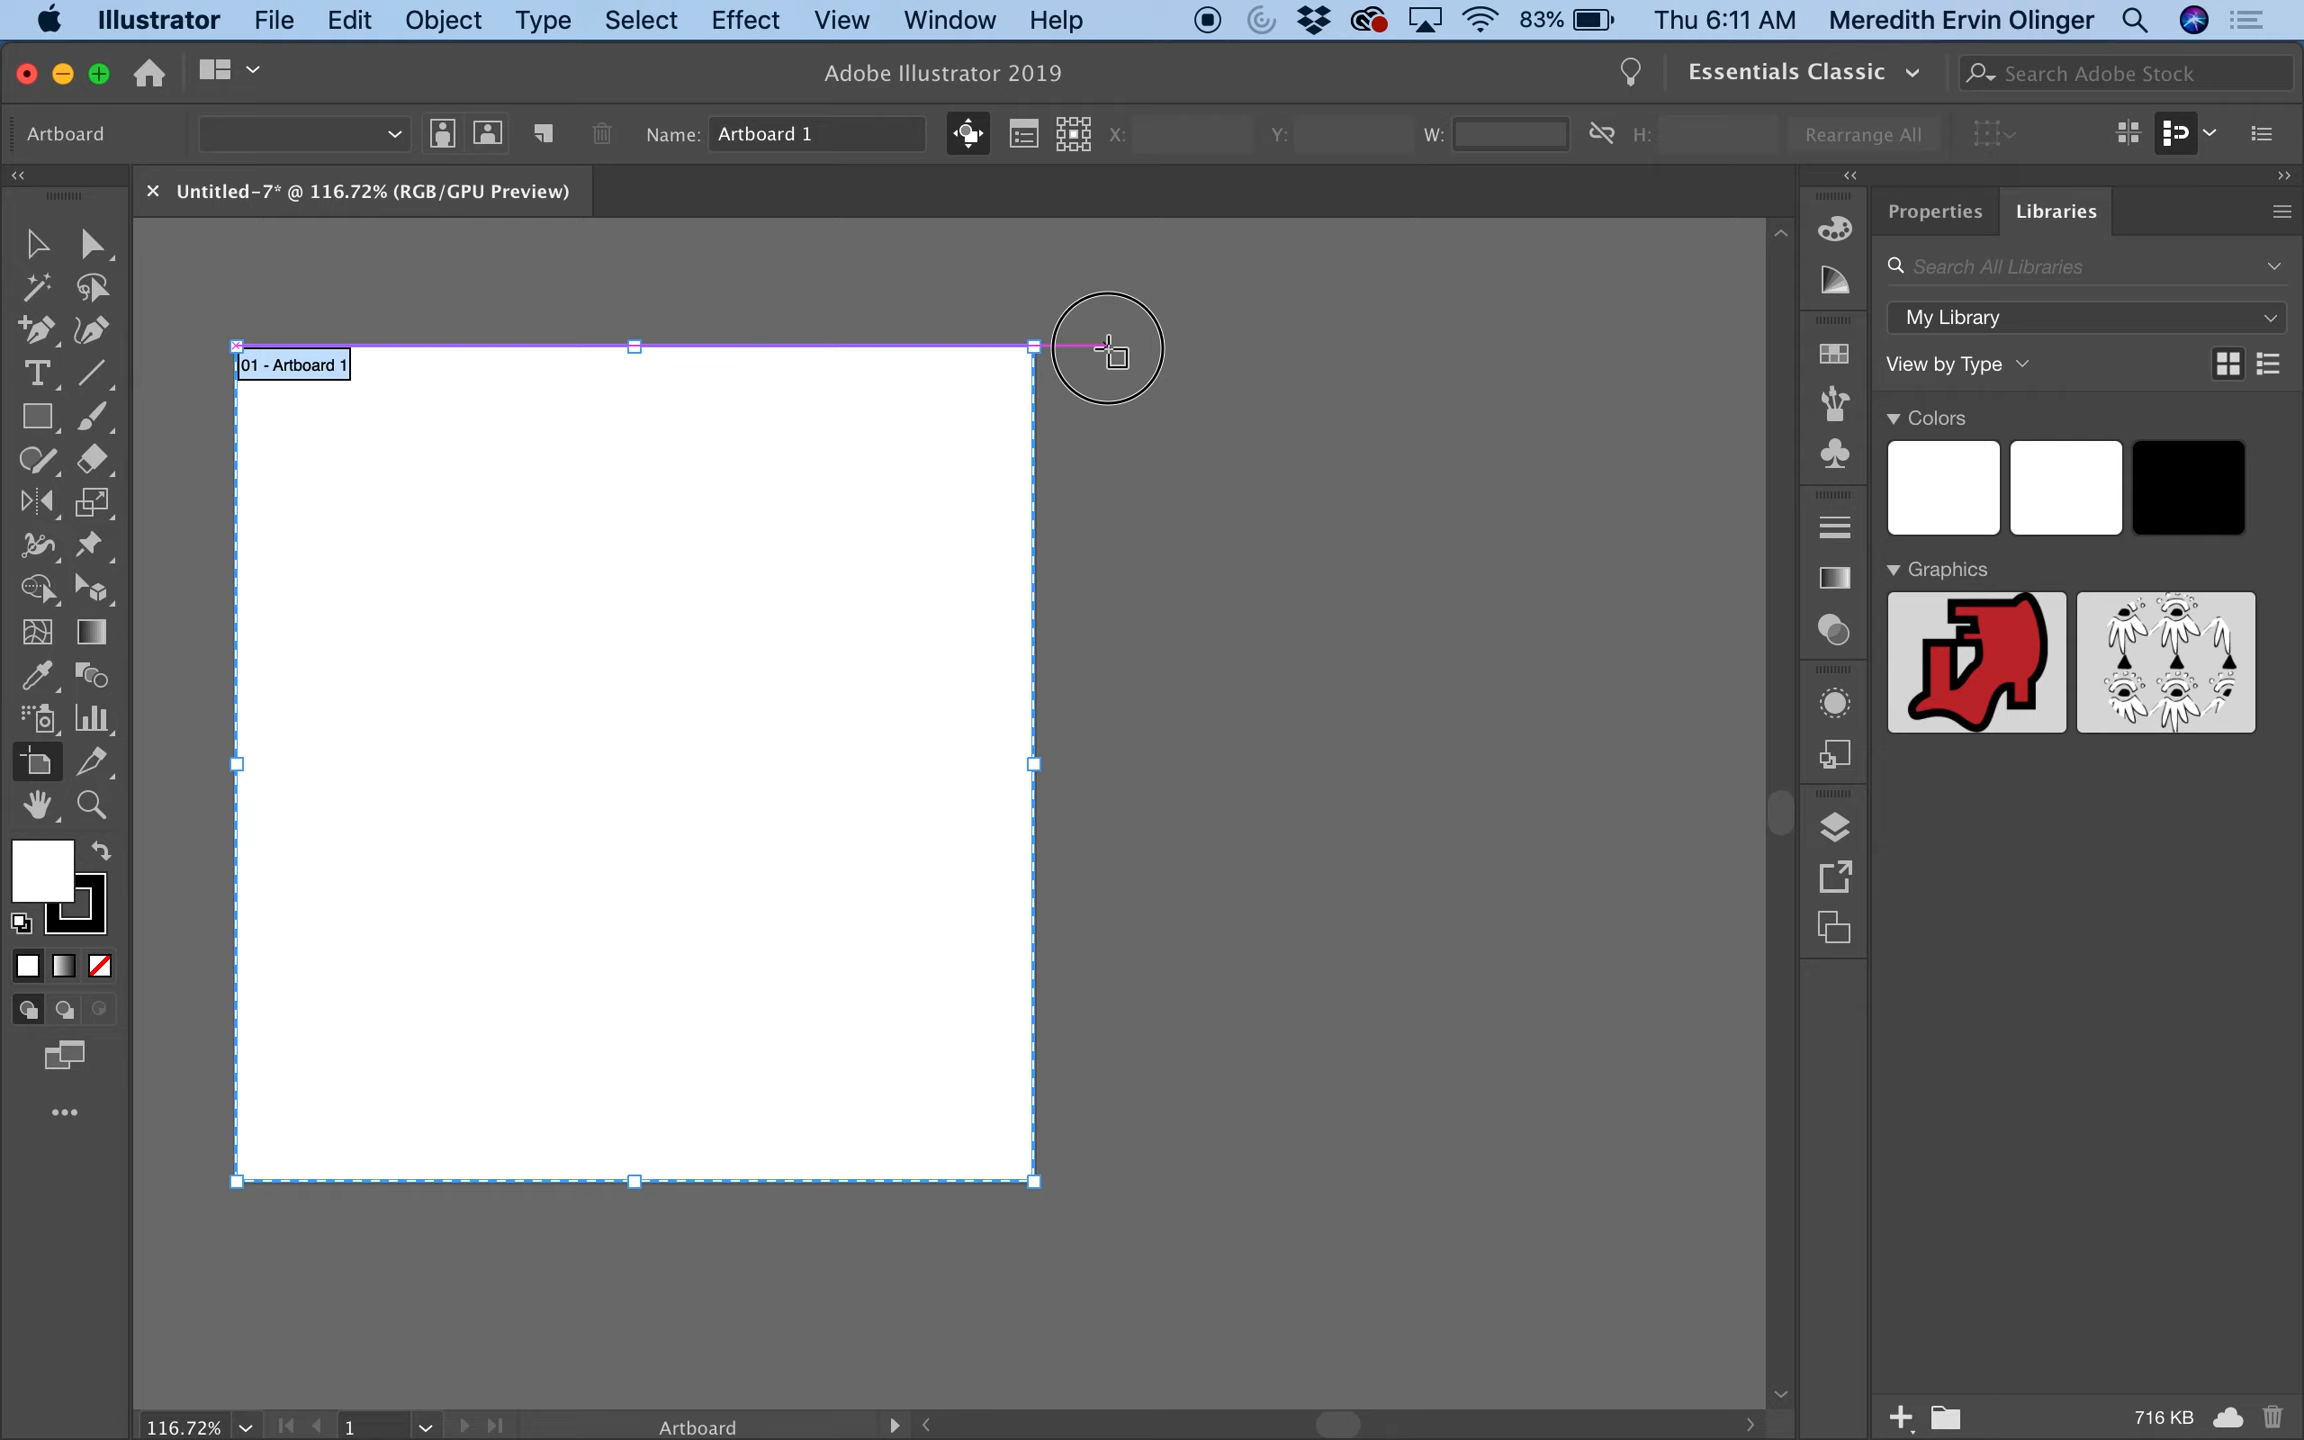 Illustrator File Edit Object Type Select Effect View Window Help 83% Thu 6:11 AM Meredith Ervin Olinger
Adobe Illustrator 2019 Essentials Classic Search Adobe Stock
Artboard Name: Artboard 1 X: Y: W: H: Rearrange All
Untitled-7* @ 116.72% (RGB/GPU Preview)
Properties Libraries
Search All Libraries
My Library
01 - Artboard 1
View by Type
Colors
Graphics
116.72% 1 Artboard
716 KB